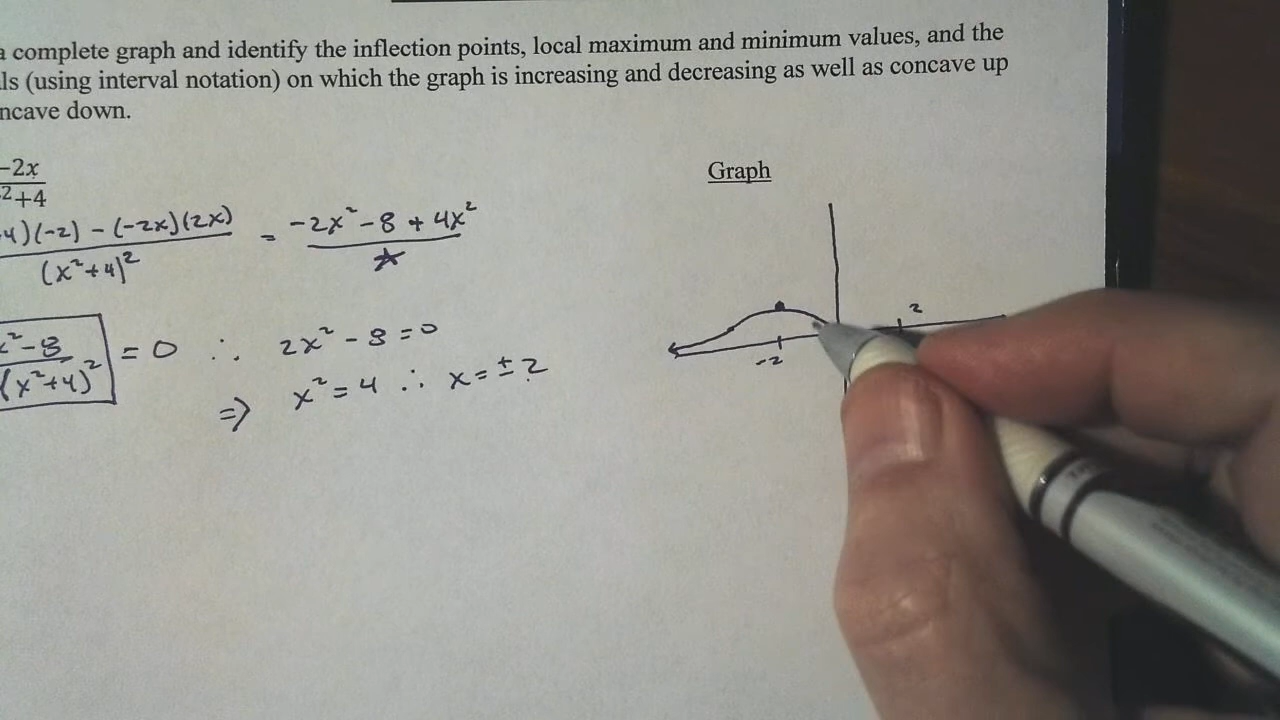 a complete graph and identify the inflection points, local maximum and minimum values, and the
ls (using interval notation) on which the graph is increasing and decreasing as well as concave up
ncave down.
-2x
2+4
Graph
4)(-2) - (-2x)(2x) = -2x²-8 + 4x²
(x²+4)²
x²-8 = 0 ∴ 2x² - 8 = 0
(x²+4)²
⇒ x² = 4 ∴ x = ± 2
2
-2